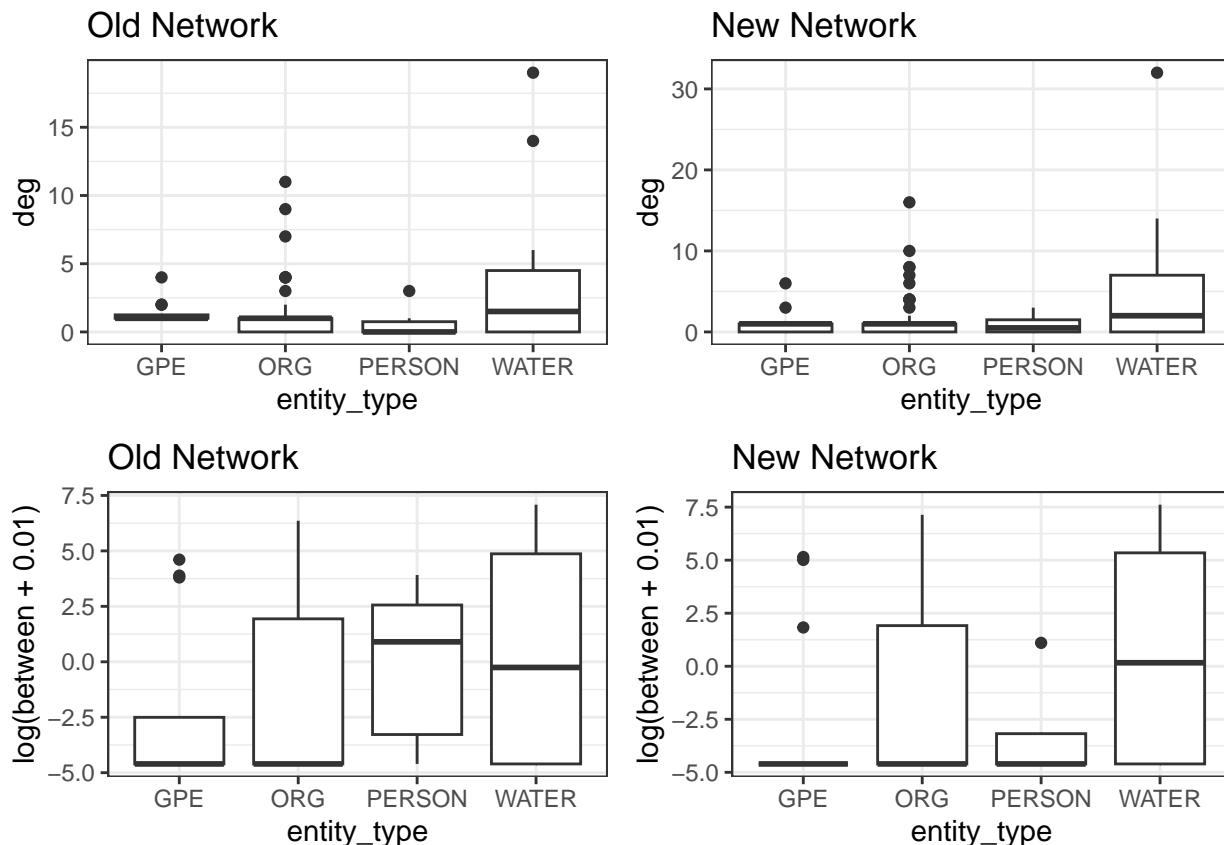 Old Network
New Network
deg
15
10
5
0
GPE
ORG
PERSON
WATER
entity_type
deg
30
20
10
0
GPE
ORG
PERSON
WATER
entity_type
Old Network
New Network
log(between + 0.01)
7.5
5.0
2.5
0.0
−2.5
−5.0
GPE
ORG
PERSON
WATER
entity_type
log(between + 0.01)
7.5
5.0
2.5
0.0
−2.5
−5.0
GPE
ORG
PERSON
WATER
entity_type